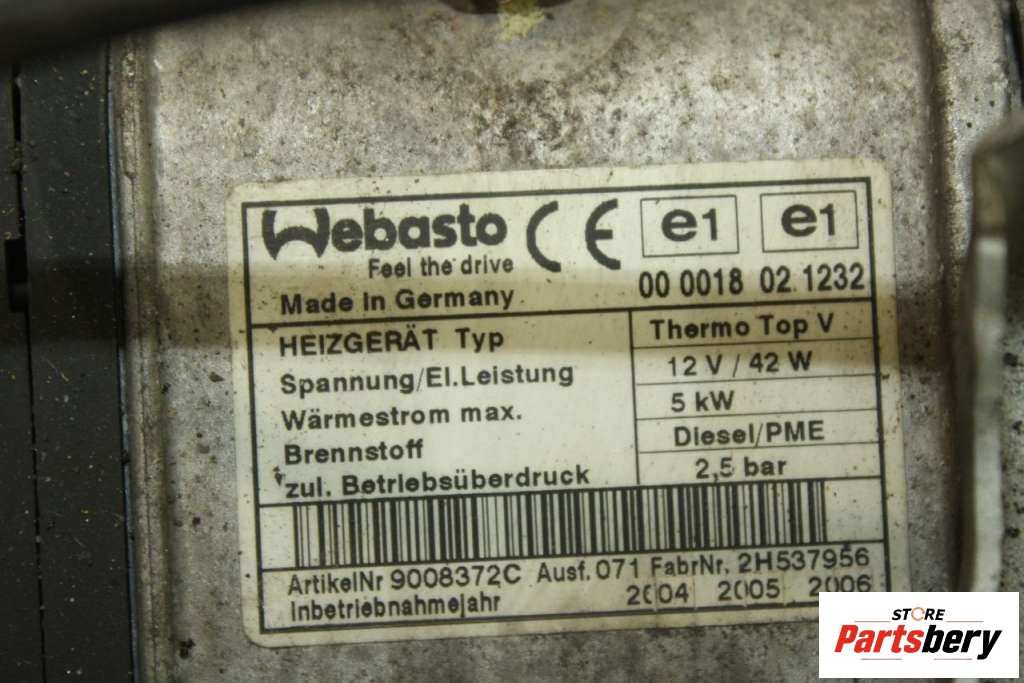 Webasto CE e1 e1
Feel the drive
Made in Germany 00 0018 02 1232
HEIZGERÄT Typ Thermo Top V
Spannung/El.Leistung 12 V / 42 W
Wärmestrom max. 5 kW
Brennstoff Diesel/PME
zul. Betriebsüberdruck 2,5 bar
ArtikelNr 9008372C Ausf. 071 FabrNr. 2H537956
Inbetriebnahmejahr 2004 2005 2006
STORE
Partsbery